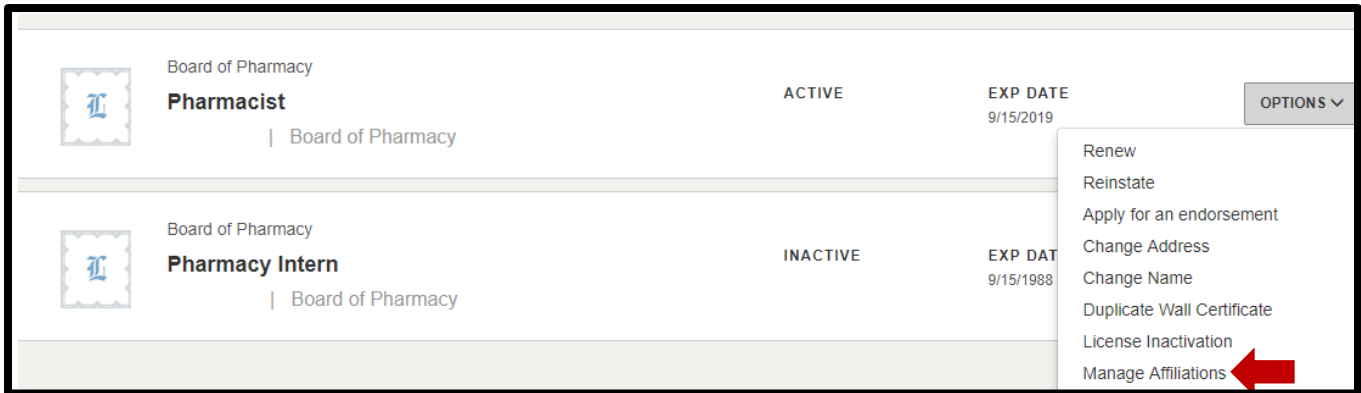 Board of Pharmacy
L
Pharmacist
| Board of Pharmacy
ACTIVE
EXP DATE
9/15/2019
OPTIONS
Renew
Reinstate
Apply for an endorsement
Change Address
Change Name
Duplicate Wall Certificate
License Inactivation
Manage Affiliations
Board of Pharmacy
L
Pharmacy Intern
| Board of Pharmacy
INACTIVE
EXP DAT
9/15/1988